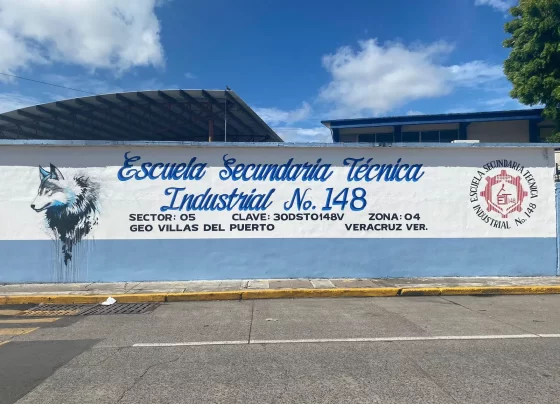 Escuela Secundaria Técnica
Industrial No. 148
SECTOR: 05 CLAVE: 30DST0148V ZONA: 04
GEO VILLAS DEL PUERTO VERACRUZ VER.
ESCUELA SECUNDARIA TECNICA
INDUSTRIAL No. 148